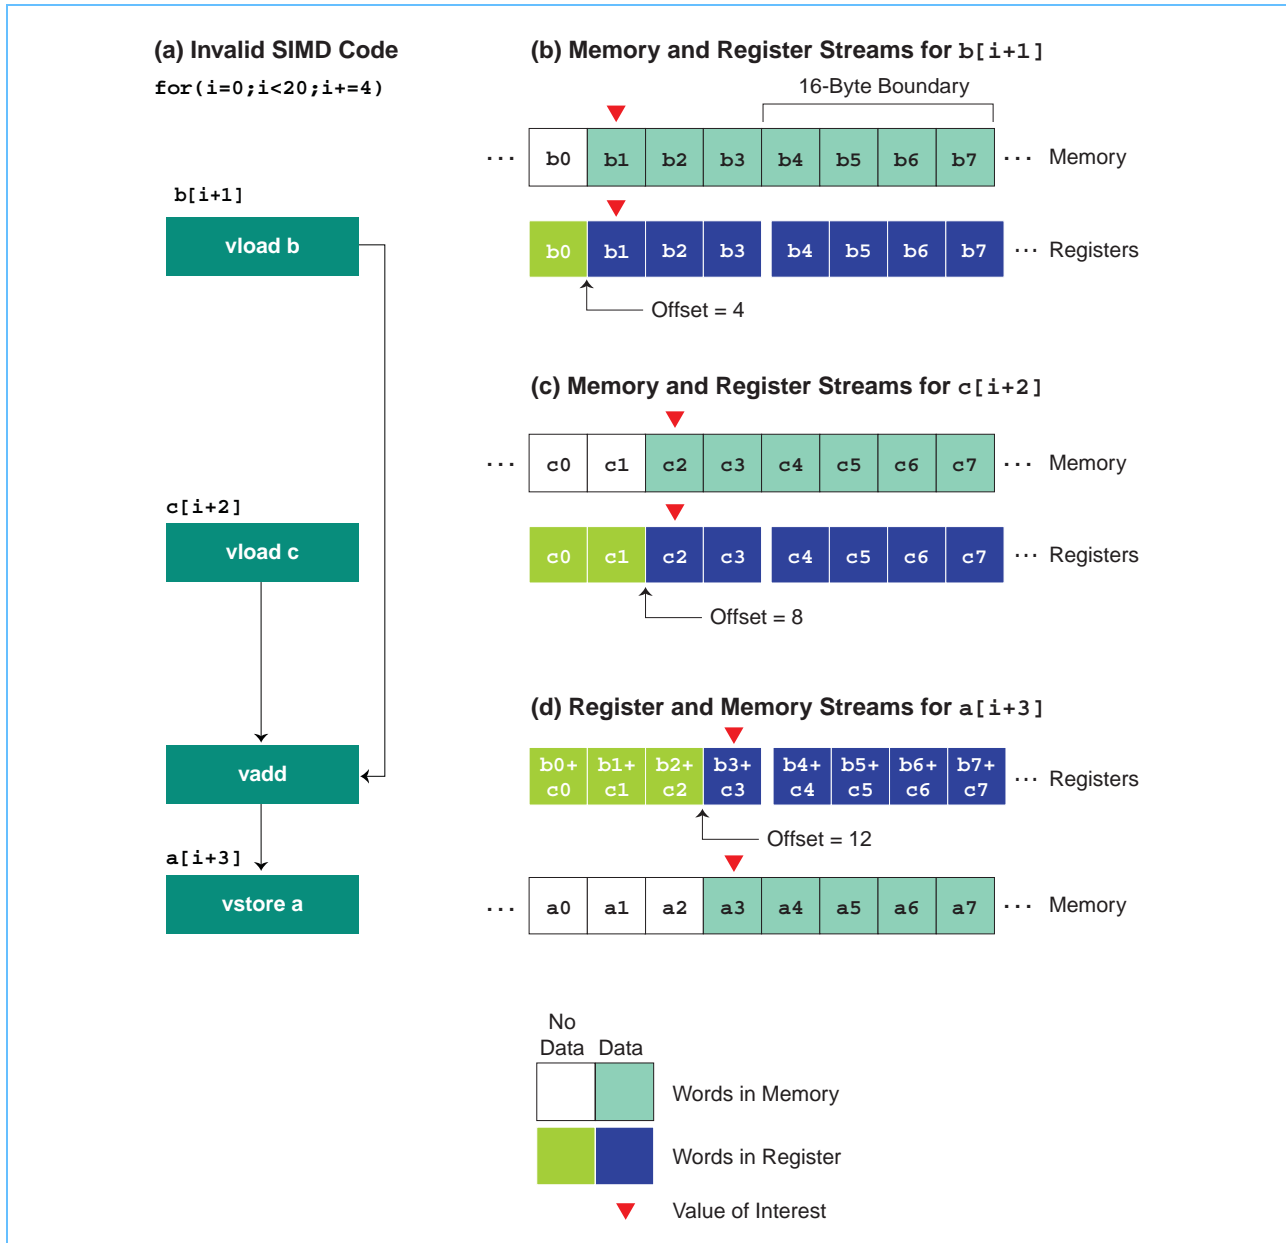 (a) Invalid SIMD Code
for(i=0;i<20;i+=4)
b[i+1]
vload b
c[i+2]
vload c
vadd
a[i+3]
vstore a
(b) Memory and Register Streams for b[i+1]
16-Byte Boundary
··· b0 b1 b2 b3 b4 b5 b6 b7 ··· Memory
b0 b1 b2 b3 b4 b5 b6 b7 ··· Registers
Offset = 4
(c) Memory and Register Streams for c[i+2]
··· c0 c1 c2 c3 c4 c5 c6 c7 ··· Memory
c0 c1 c2 c3 c4 c5 c6 c7 ··· Registers
Offset = 8
(d) Register and Memory Streams for a[i+3]
b0+ b1+ b2+ b3+ b4+ b5+ b6+ b7+
c0 c1 c2 c3 c4 c5 c6 c7 ··· Registers
Offset = 12
··· a0 a1 a2 a3 a4 a5 a6 a7 ··· Memory
No
Data Data
Words in Memory
Words in Register
Value of Interest